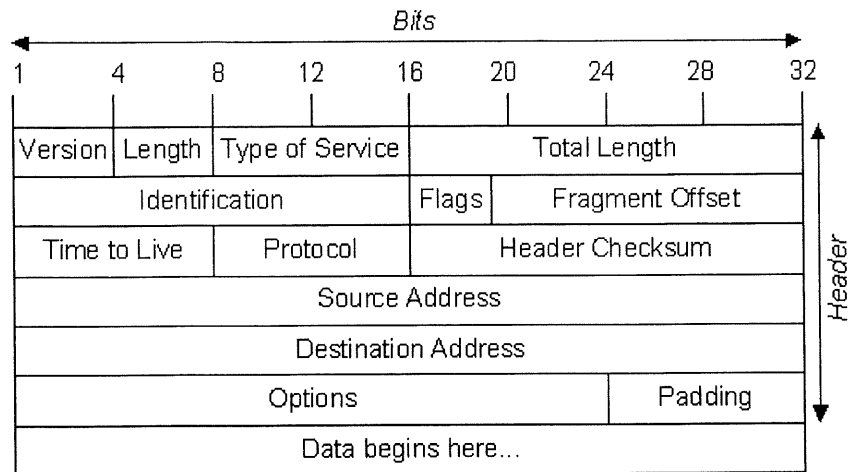 Bits
1 4 8 12 16 20 24 28 32
Version Length Type of Service Total Length
Identification Flags Fragment Offset
Time to Live Protocol Header Checksum
Source Address
Destination Address
Options Padding
Data begins here...
Header